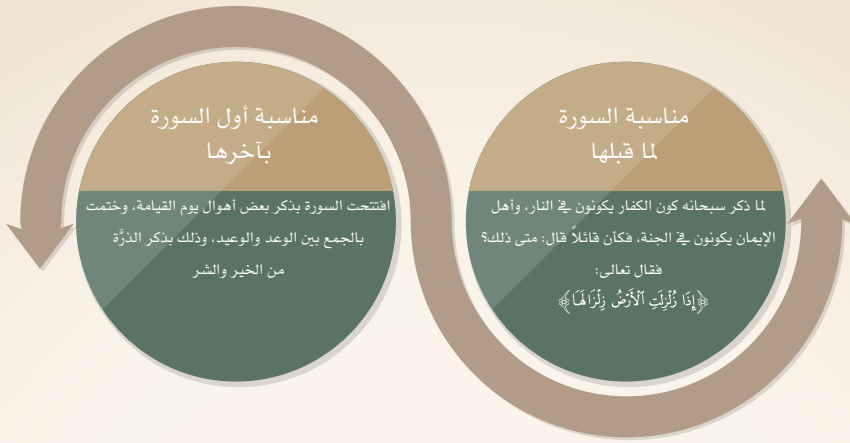 مناسبة السورة
لما قبلها
لما ذكر سبحانه كون الكفار يكونون في النار، وأهل
الإيمان يكونون في الجنة، فكأن قائلاً قال: متى ذلك؟
فقال تعالى:
﴿إِذَا زُلْزِلَتِ ٱلْأَرْضُ زِلْزَالَهَا﴾
مناسبة أول السورة
بآخرها
افتتحت السورة بذكر بعض أهوال يوم القيامة، وختمت
بالجمع بين الوعد والوعيد، وذلك بذكر الذرَّة
من الخير والشر